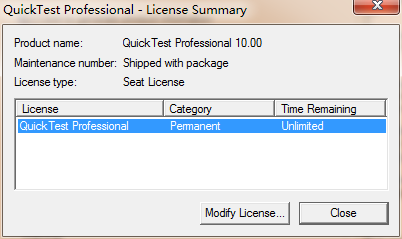 QuickTest Professional - License Summary
Product name: QuickTest Professional 10.00
Maintenance number: Shipped with package
License type: Seat License
License Category Time Remaining
QuickTest Professional Permanent Unlimited
Modify License... Close